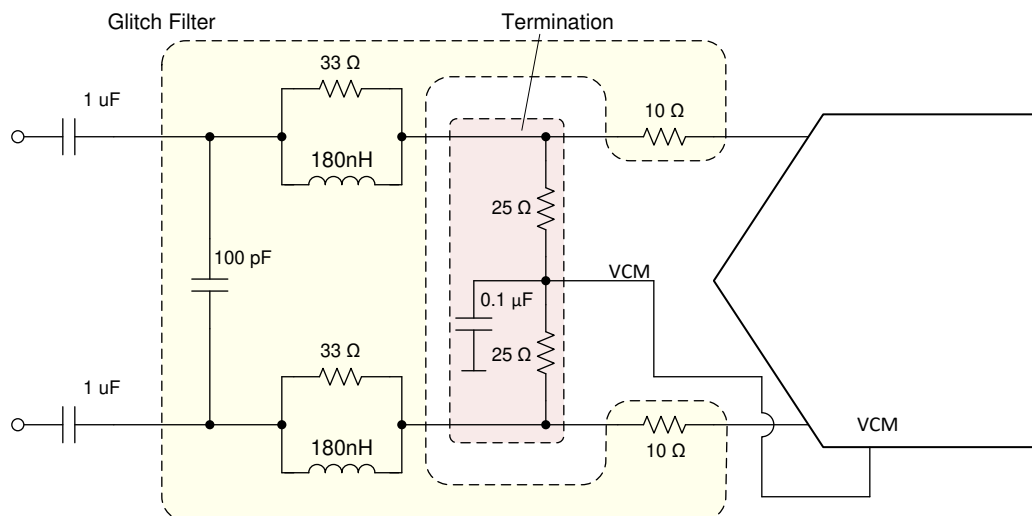 Glitch Filter
Termination
33 Ω
1 uF
10 Ω
180nH
25 Ω
100 pF
VCM
0.1 µF
33 Ω
25 Ω
1 uF
VCM
180nH
10 Ω